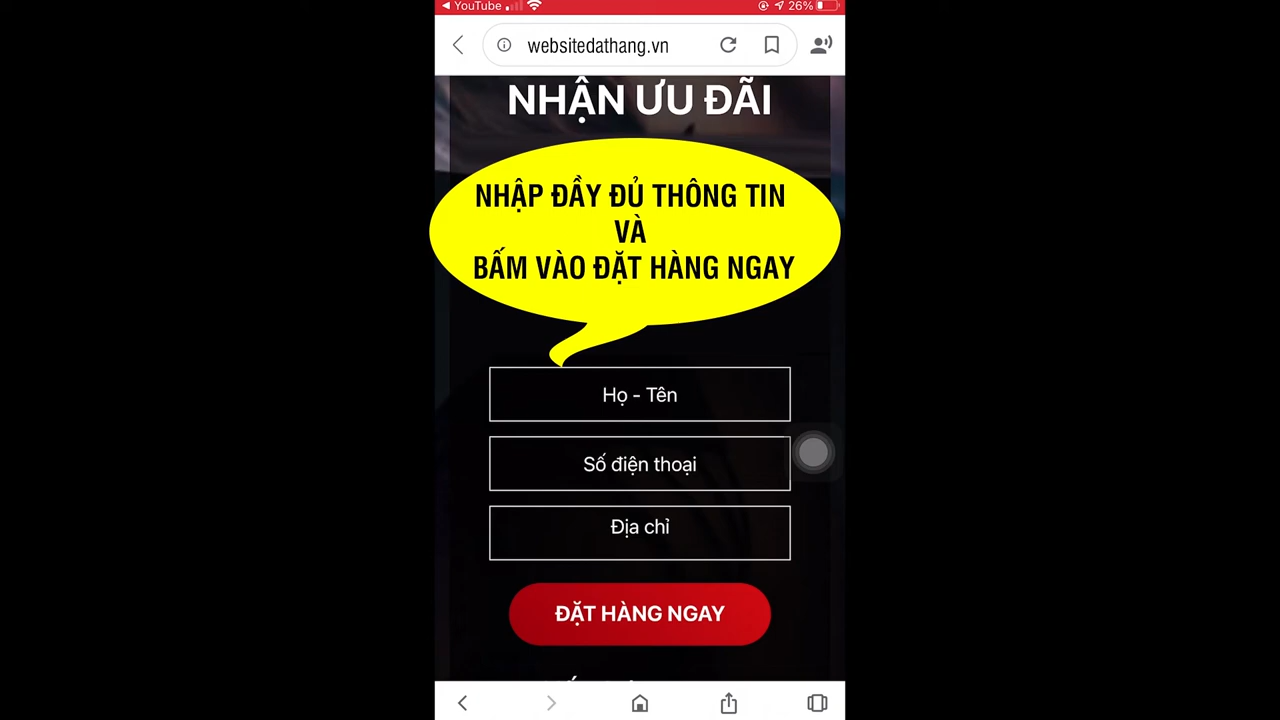 YouTube
26%
websitedathang.vn
NHẬN ƯU ĐÃI
NHẬP ĐẦY ĐỦ THÔNG TIN
VÀ
BẤM VÀO ĐẶT HÀNG NGAY
Họ - Tên
Số điện thoại
Địa chỉ
ĐẶT HÀNG NGAY